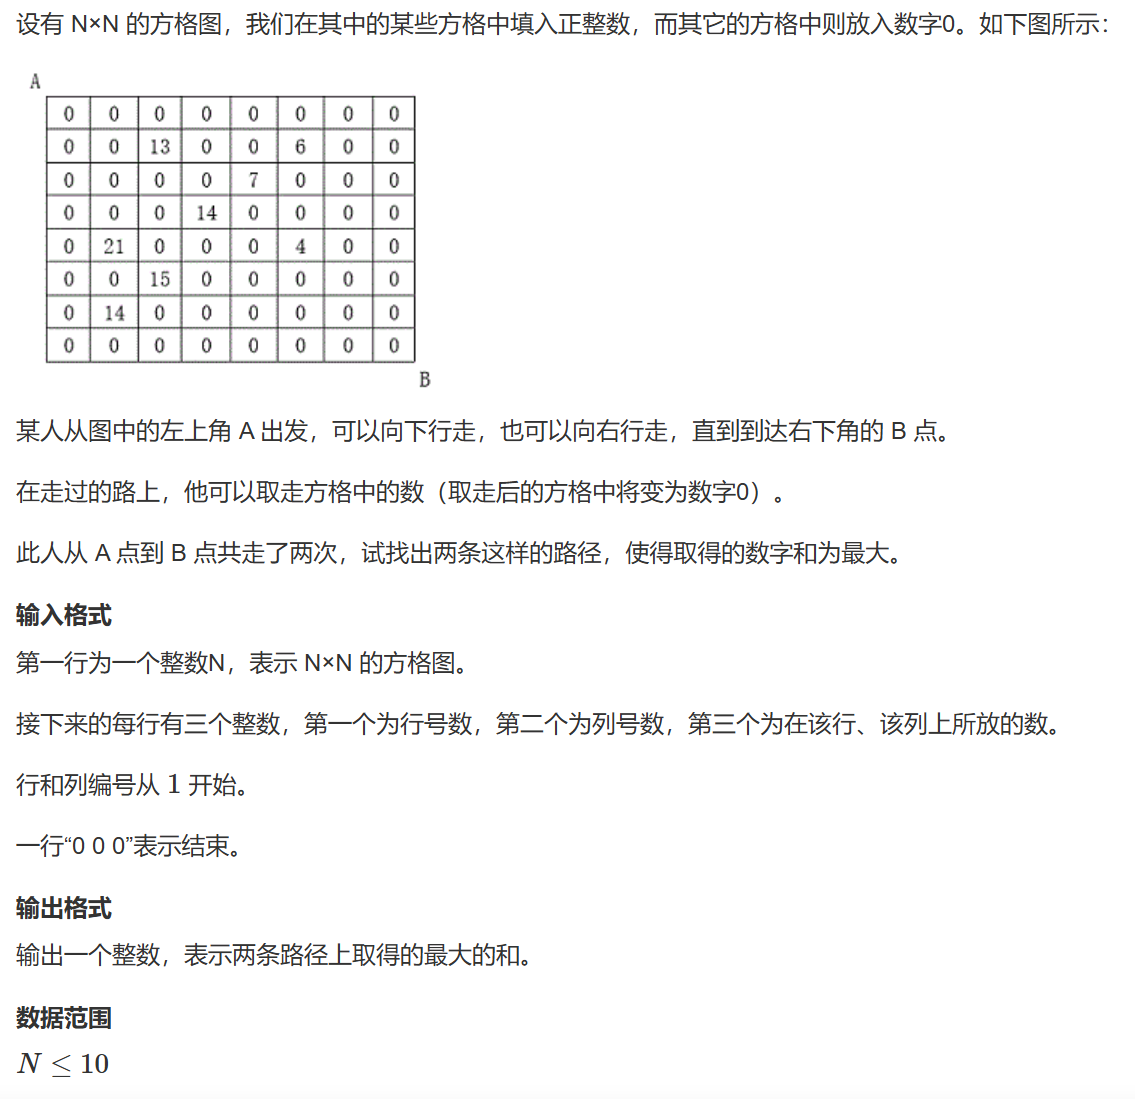 设有 N×N 的方格图，我们在其中的某些方格中填入正整数，而其它的方格中则放入数字0。如下图所示：
A
0 0 0 0 0 0 0 0
0 0 13 0 0 6 0 0
0 0 0 0 7 0 0 0
0 0 0 14 0 0 0 0
0 21 0 0 0 4 0 0
0 0 15 0 0 0 0 0
0 14 0 0 0 0 0 0
0 0 0 0 0 0 0 0
B
某人从图中的左上角 A 出发，可以向下行走，也可以向右行走，直到到达右下角的 B 点。
在走过的路上，他可以取走方格中的数（取走后的方格中将变为数字0）。
此人从 A 点到 B 点共走了两次，试找出两条这样的路径，使得取得的数字和为最大。
输入格式
第一行为一个整数N，表示 N×N 的方格图。
接下来的每行有三个整数，第一个为行号数，第二个为列号数，第三个为在该行、该列上所放的数。
行和列编号从 1 开始。
一行“0 0 0”表示结束。
输出格式
输出一个整数，表示两条路径上取得的最大的和。
数据范围
N ≤ 10